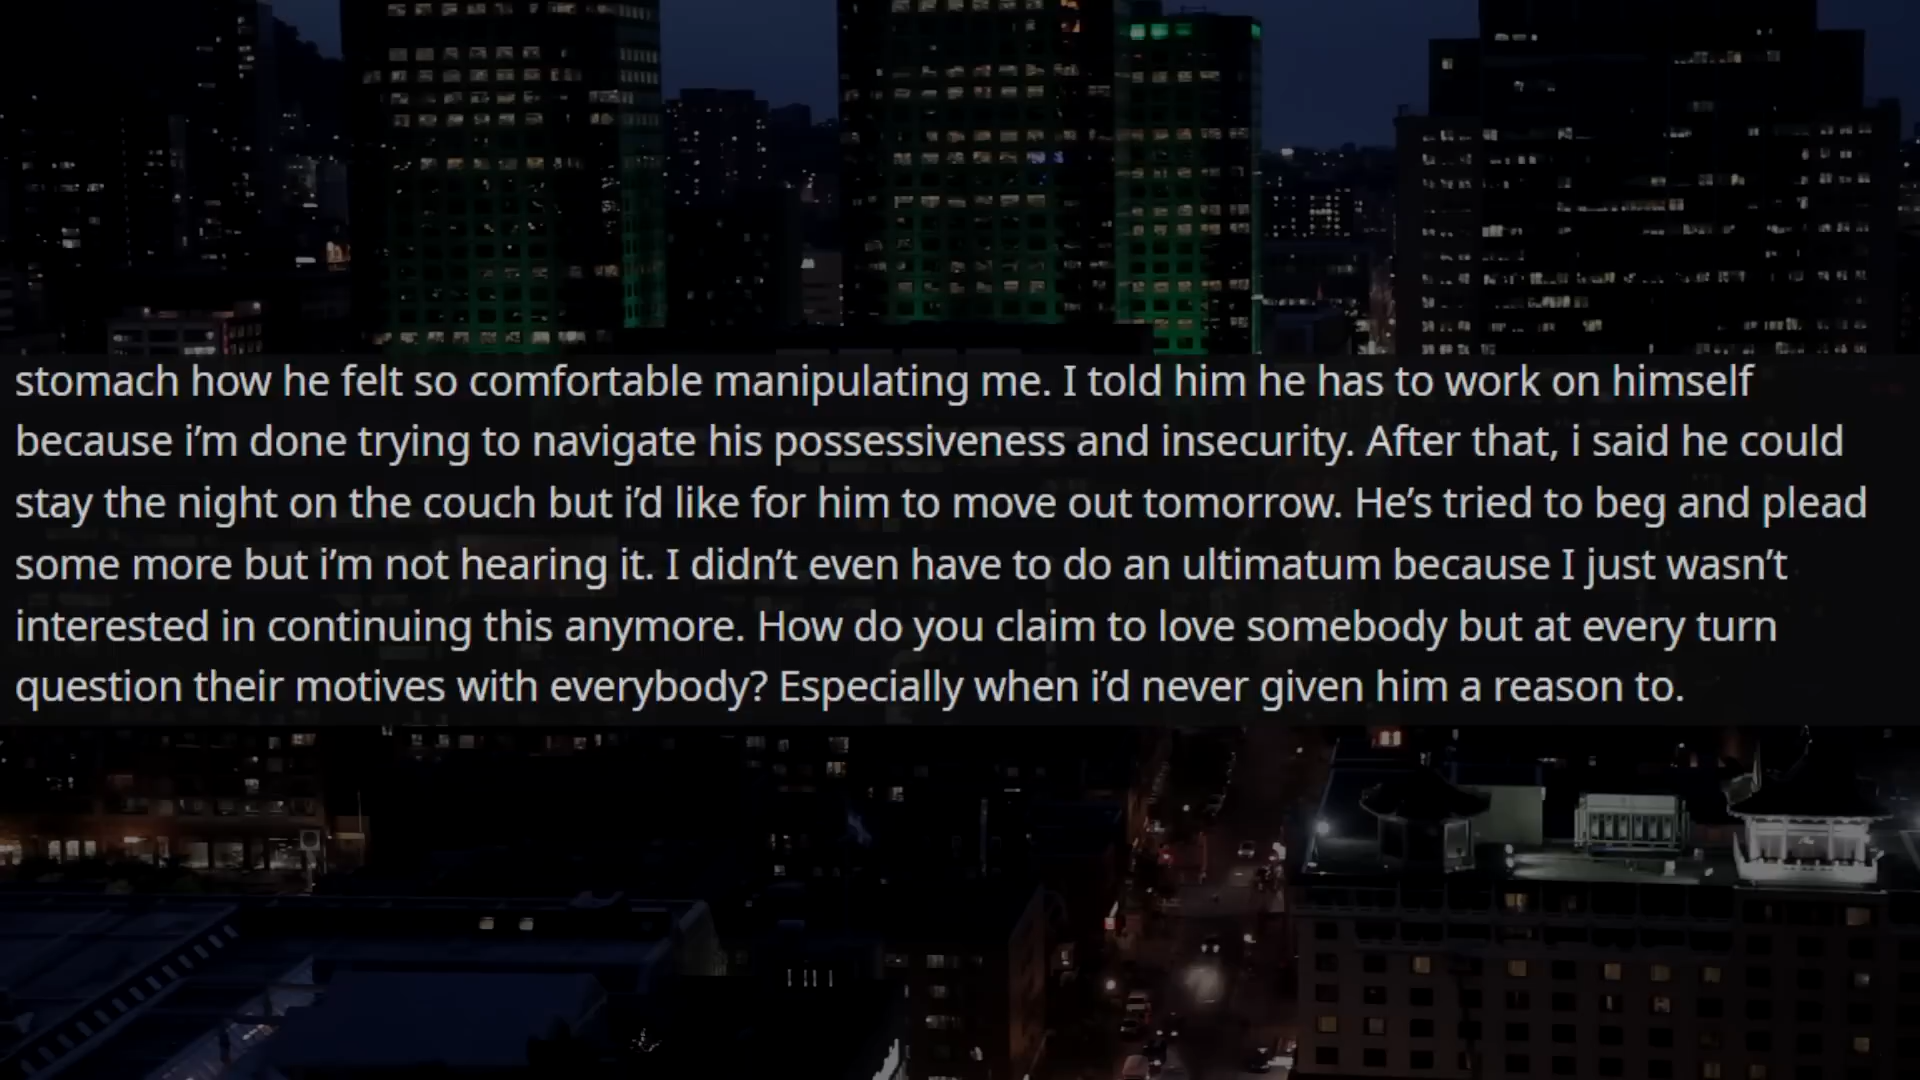 stomach how he felt so comfortable manipulating me. I told him he has to work on himself
because i’m done trying to navigate his possessiveness and insecurity. After that, i said he could
stay the night on the couch but i’d like for him to move out tomorrow. He’s tried to beg and plead
some more but i’m not hearing it. I didn’t even have to do an ultimatum because I just wasn’t
interested in continuing this anymore. How do you claim to love somebody but at every turn
question their motives with everybody? Especially when i’d never given him a reason to.